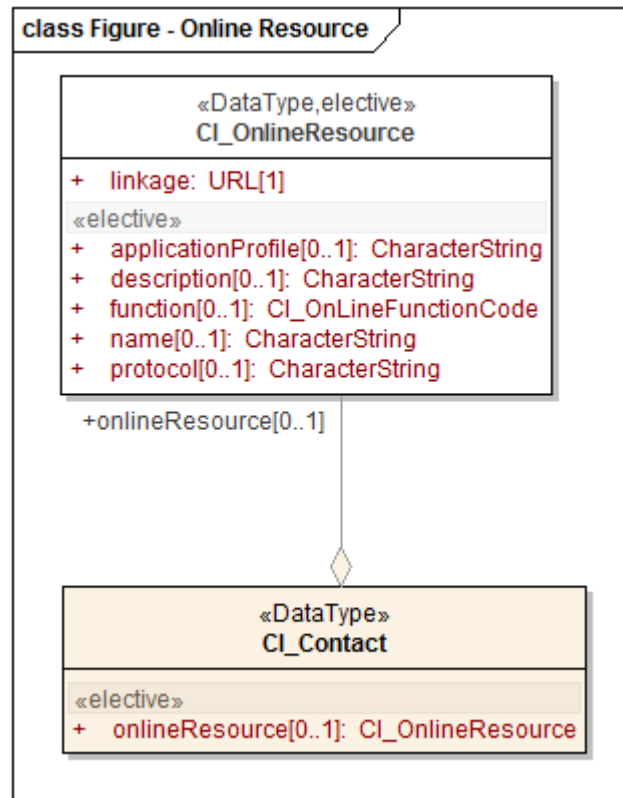 class Figure - Online Resource
«DataType,elective»
CI_OnlineResource
+ linkage: URL[1]
«elective»
+ applicationProfile[0..1]: CharacterString
+ description[0..1]: CharacterString
+ function[0..1]: CI_OnLineFunctionCode
+ name[0..1]: CharacterString
+ protocol[0..1]: CharacterString
+onlineResource[0..1]
«DataType»
CI_Contact
«elective»
+ onlineResource[0..1]: CI_OnlineResource